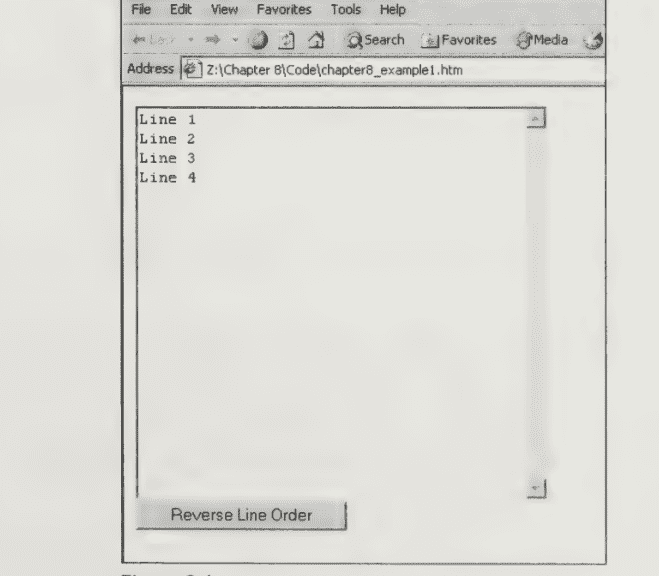 File Edit View Favorites Tools Help
Search Favorites Media
Address Z:\Chapter 8\Code\chapter8_example1.htm
Line 1
Line 2
Line 3
Line 4
Reverse Line Order